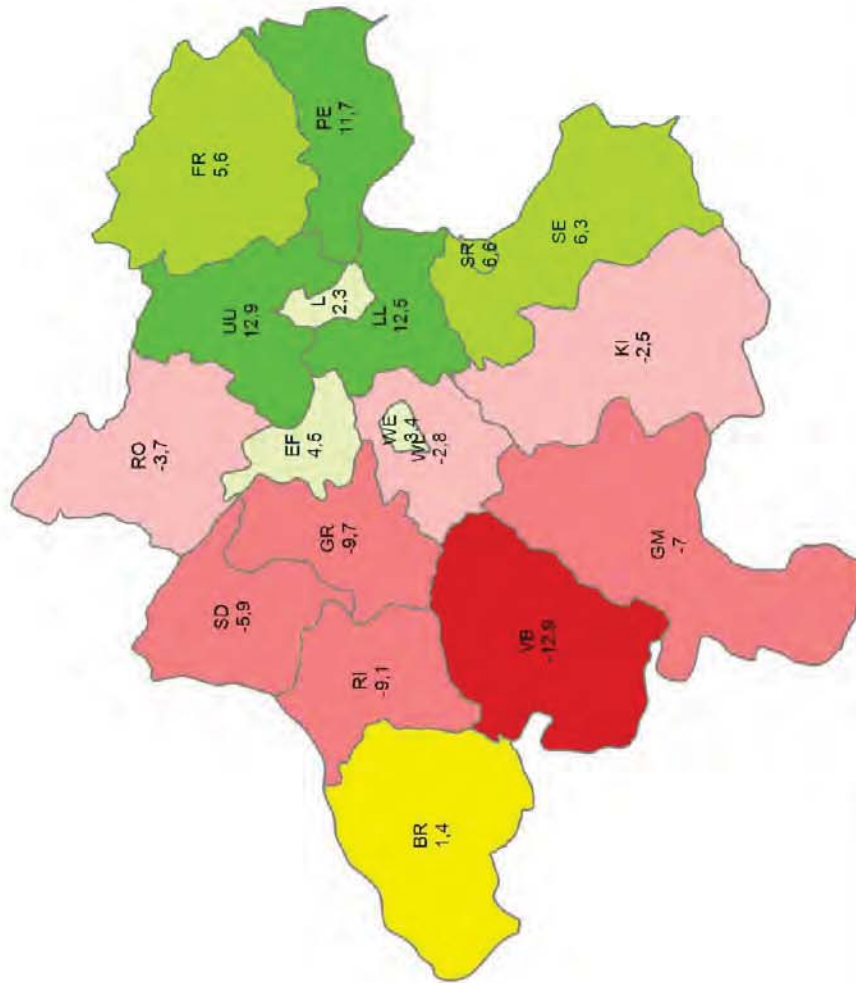 RO
-3,7
FR
5,6
SD
-5,9
UU
12,9
EF
4,5
GR
-9,7
L
2,3
PE
11,7
RI
-9,1
LL
12,5
WE
3,4
WL
-2,8
BR
1,4
SR
6,6
VB
-12,9
SE
6,3
KI
-2,5
GM
-7